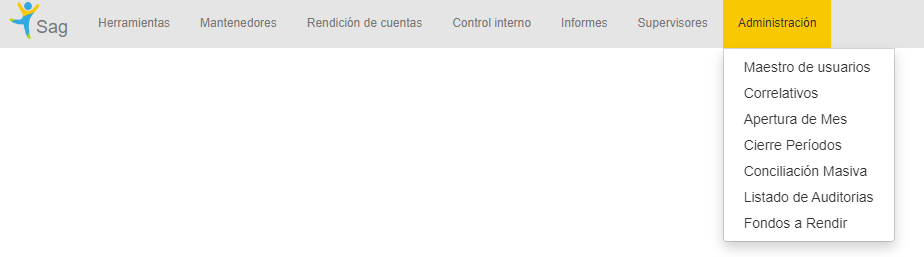 Sag Herramientas Mantenedores Rendición de cuentas Control interno Informes Supervisores Administración
Maestro de usuarios
Correlativos
Apertura de Mes
Cierre Períodos
Conciliación Masiva
Listado de Auditorias
Fondos a Rendir